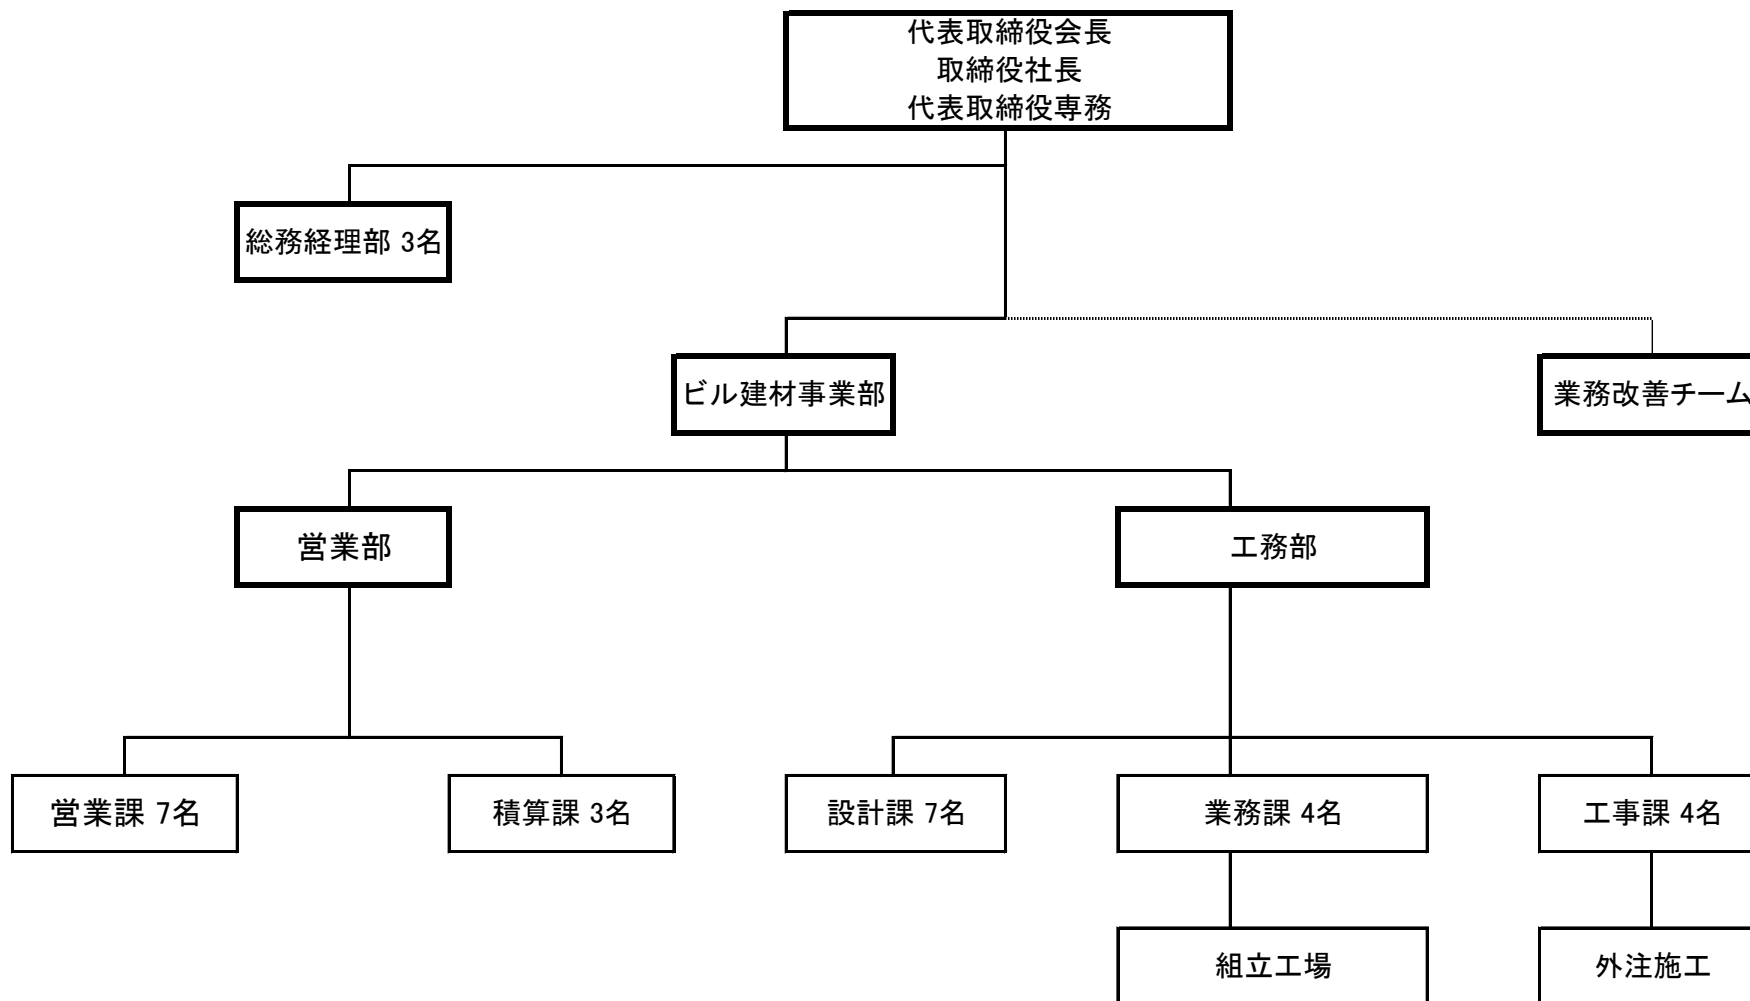 代表取締役会長
取締役社長
代表取締役専務
総務経理部 3名
ビル建材事業部
業務改善チーム
営業部
工務部
営業課 7名
積算課 3名
設計課 7名
業務課 4名
工事課 4名
組立工場
外注施工